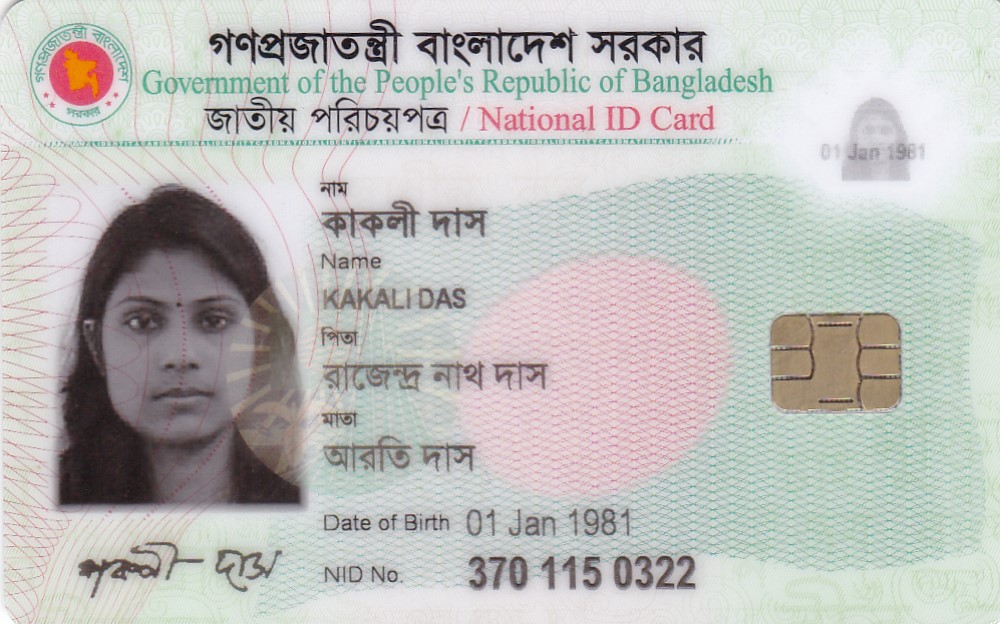 গণপ্রজাতন্ত্রী বাংলাদেশ সরকার
গণপ্রজাতন্ত্রী বাংলাদেশ
সরকার
Government of the People's Republic of Bangladesh
জাতীয় পরিচয়পত্র / National ID Card
01 Jan 1981
নাম
কাকলী দাস
Name
KAKALI DAS
পিতা
রাজেন্দ্র নাথ দাস
মাতা
আরতি দাস
Date of Birth 01 Jan 1981
কাকলী দাস
NID No. 370 115 0322